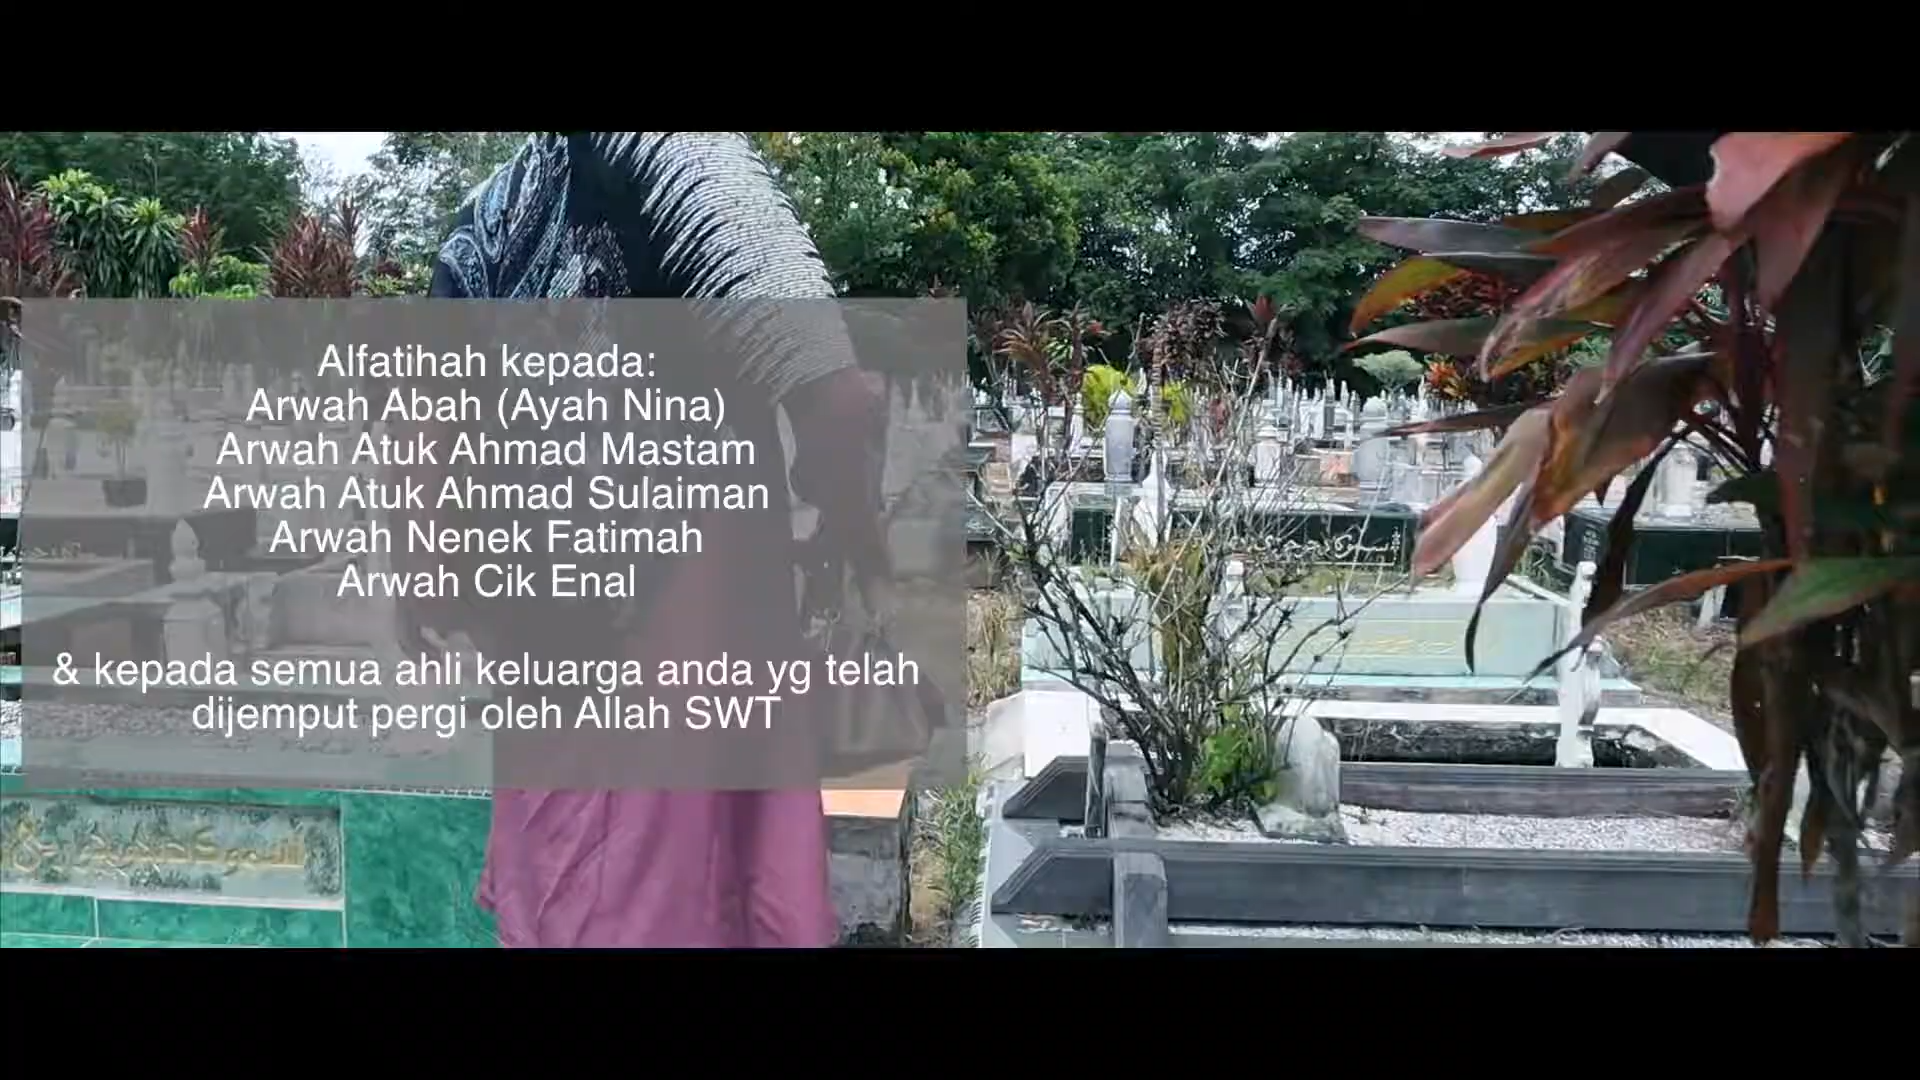 Alfatihah kepada:
Arwah Abah (Ayah Nina)
Arwah Atuk Ahmad Mastam
Arwah Atuk Ahmad Sulaiman
Arwah Nenek Fatimah
Arwah Cik Enal
& kepada semua ahli keluarga anda yg telah
dijemput pergi oleh Allah SWT